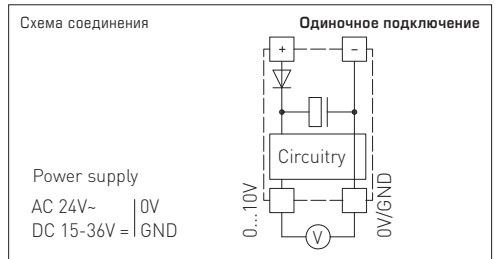 Схема соединения
Одиночное подключение
+ −
Circuitry
Power supply
AC 24V~ | 0V
DC 15-36V = | GND
0...10V
0V/GND
V